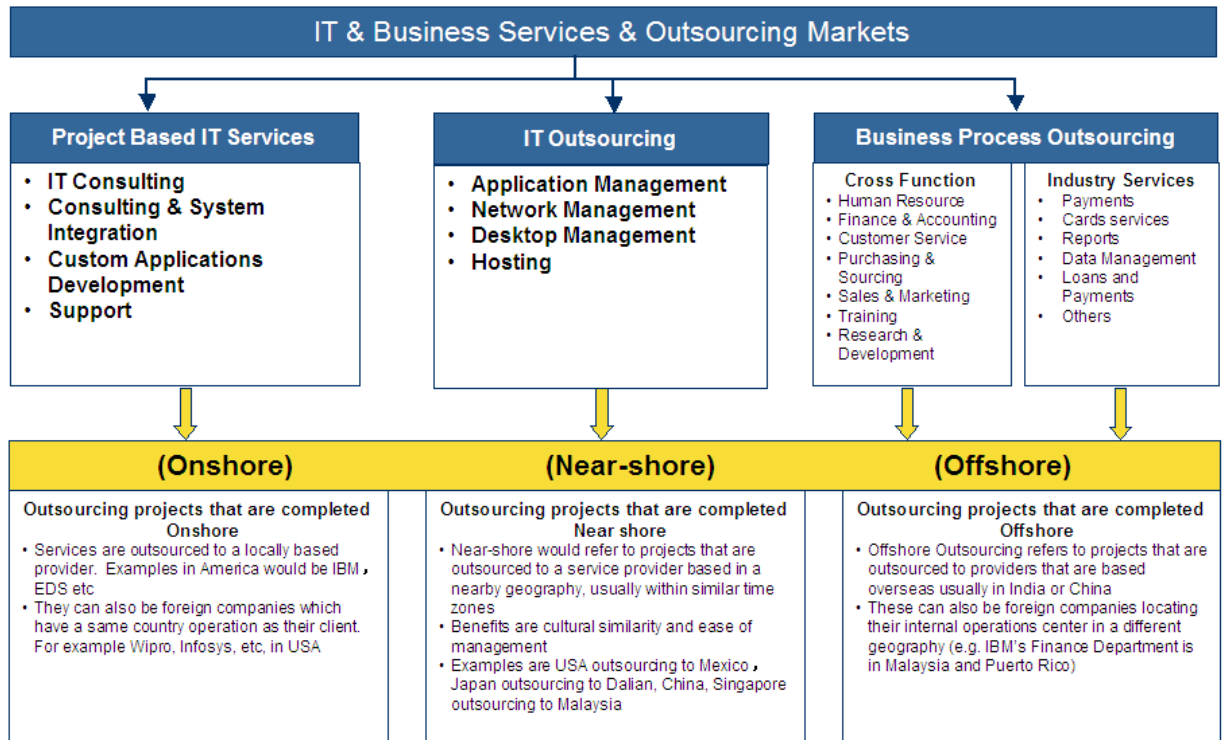 IT & Business Services & Outsourcing Markets
Project Based IT Services
• IT Consulting
• Consulting & System
Integration
• Custom Applications
Development
• Support
IT Outsourcing
• Application Management
• Network Management
• Desktop Management
• Hosting
Business Process Outsourcing
Cross Function
• Human Resource
• Finance & Accounting
• Customer Service
• Purchasing &
Sourcing
• Sales & Marketing
• Training
• Research &
Development
Industry Services
• Payments
• Cards services
• Reports
• Data Management
• Loans and
Payments
• Others
(Onshore)
(Near-shore)
(Offshore)
Outsourcing projects that are completed
Onshore
• Services are outsourced to a locally based
provider. Examples in America would be IBM，
EDS etc
• They can also be foreign companies which
have a same country operation as their client.
For example Wipro, Infosys, etc, in USA
Outsourcing projects that are completed
Near shore
• Near-shore would refer to projects that are
outsourced to a service provider based in a
nearby geography, usually within similar time
zones
• Benefits are cultural similarity and ease of
management
• Examples are USA outsourcing to Mexico，
Japan outsourcing to Dalian, China, Singapore
outsourcing to Malaysia
Outsourcing projects that are completed
Offshore
• Offshore Outsourcing refers to projects that are
outsourced to providers that are based
overseas usually in India or China
• These can also be foreign companies locating
their internal operations center in a different
geography (e.g. IBM's Finance Department is
in Malaysia and Puerto Rico)